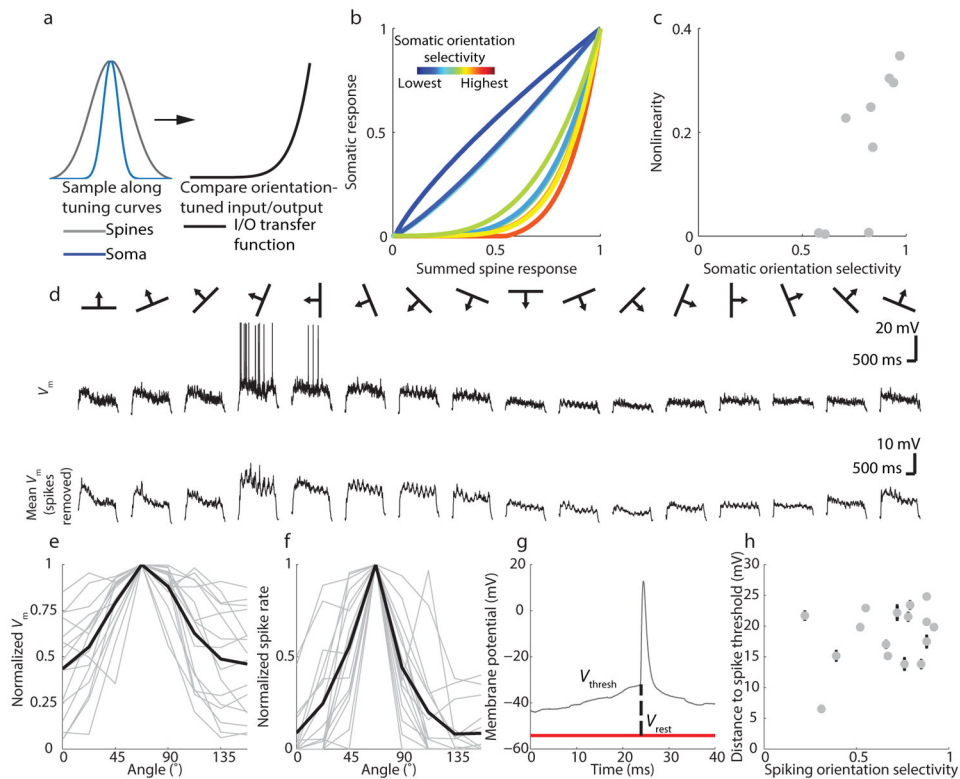 a
Sample along
tuning curves
Spines
Soma
Compare orientation-
tuned input/output
I/O transfer
function
b
Somatic orientation
selectivity
Lowest Highest
Somatic response
1
0.5
0
0.5
1
Summed spine response
c
Nonlinearity
0.4
0.2
0
0
1
Somatic orientation selectivity
d
20 mV
500 ms
Vm
10 mV
500 ms
Mean Vm
(spikes
removed)
e
Normalized Vm
1
0.75
0.5
0.25
0
0 45 90 135
Angle (°)
f
Normalized spike rate
1
0.5
0
0 45 90 135
Angle (°)
g
Membrane potential (mV)
20
0
−20
−40
−60
Vthresh
Vrest
0 10 20 30 40
Time (ms)
h
Distance to spike threshold (mV)
30
25
20
15
10
5
0
0 0.5 1
Spiking orientation selectivity